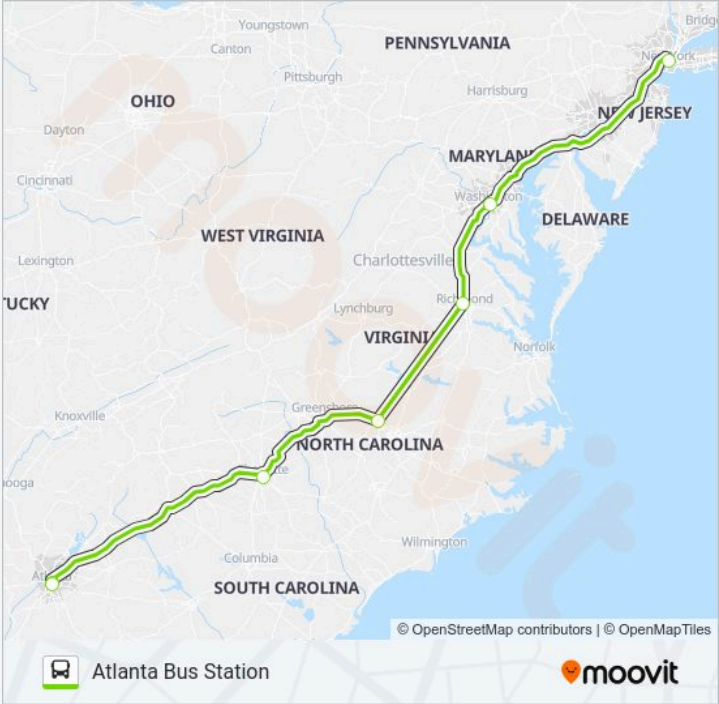 Youngstown
Bridg
PENNSYLVANIA
Canton
New York
Pittsburgh
Harrisburg
OHIO
NEW JERSEY
Dayton
MARYLAND
Cincinnati
Washington
DELAWARE
WEST VIRGINIA
Lexington
Charlottesville
TUCKY
Richmond
Lynchburg
VIRGINIA
Norfolk
Greensboro
Knoxville
NORTH CAROLINA
tte
ooga
Wilmington
Columbia
Atlanta
SOUTH CAROLINA
© OpenStreetMap contributors | © OpenMapTiles
Atlanta Bus Station
moovit